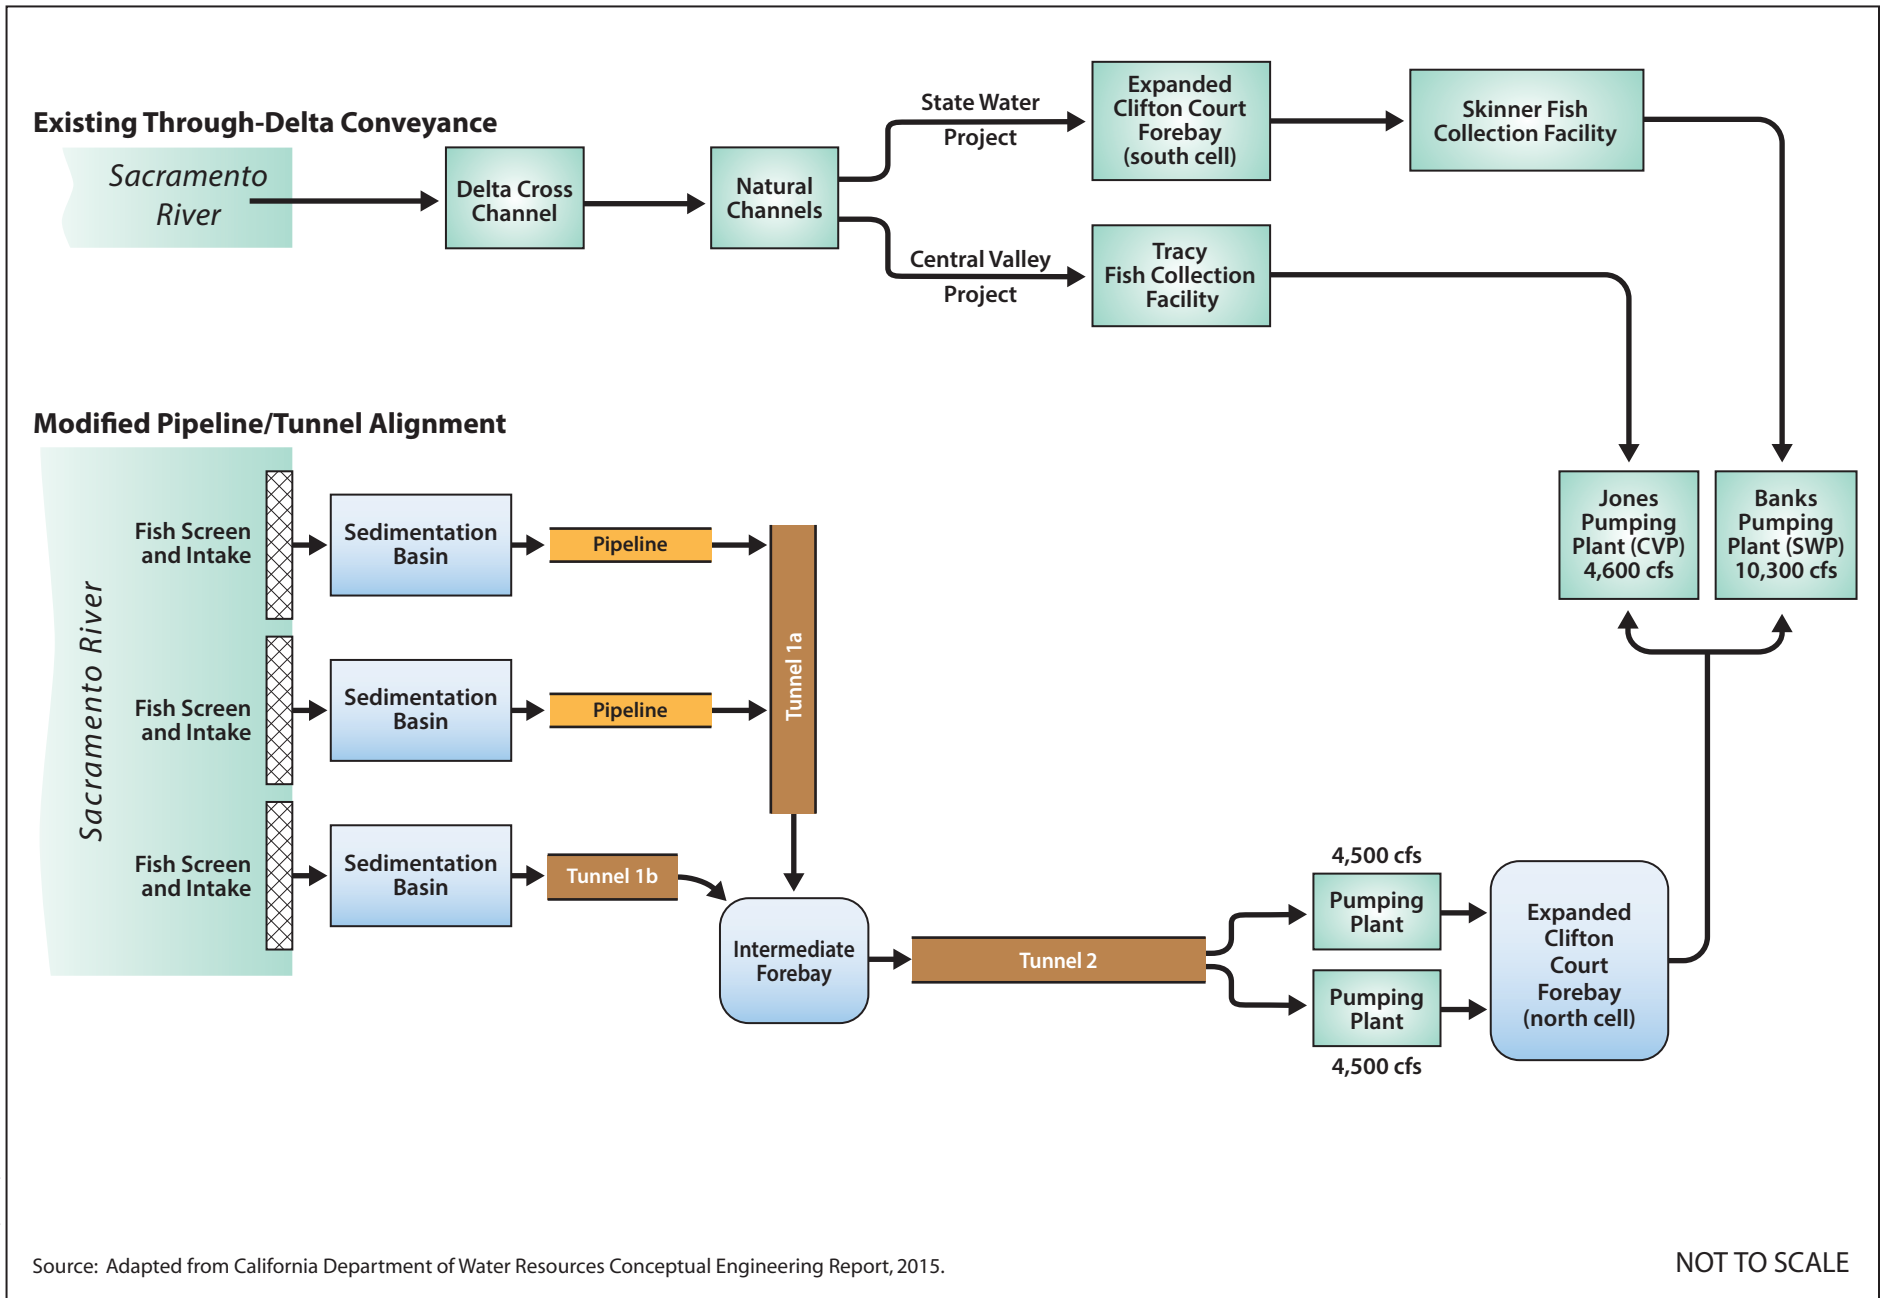 Existing Through-Delta Conveyance
Sacramento
River
Delta Cross
Channel
Natural
Channels
State Water
Project
Central Valley
Project
Expanded
Clifton Court
Forebay
(south cell)
Skinner Fish
Collection Facility
Tracy
Fish Collection
Facility
Jones
Pumping
Plant (CVP)
4,600 cfs
Banks
Pumping
Plant (SWP)
10,300 cfs
Modified Pipeline/Tunnel Alignment
Sacramento River
Fish Screen
and Intake
Sedimentation
Basin
Pipeline
Fish Screen
and Intake
Sedimentation
Basin
Pipeline
Tunnel 1a
Fish Screen
and Intake
Sedimentation
Basin
Tunnel 1b
Intermediate
Forebay
Tunnel 2
4,500 cfs
Pumping
Plant
Pumping
Plant
4,500 cfs
Expanded
Clifton
Court
Forebay
(north cell)
Source: Adapted from California Department of Water Resources Conceptual Engineering Report, 2015.
NOT TO SCALE